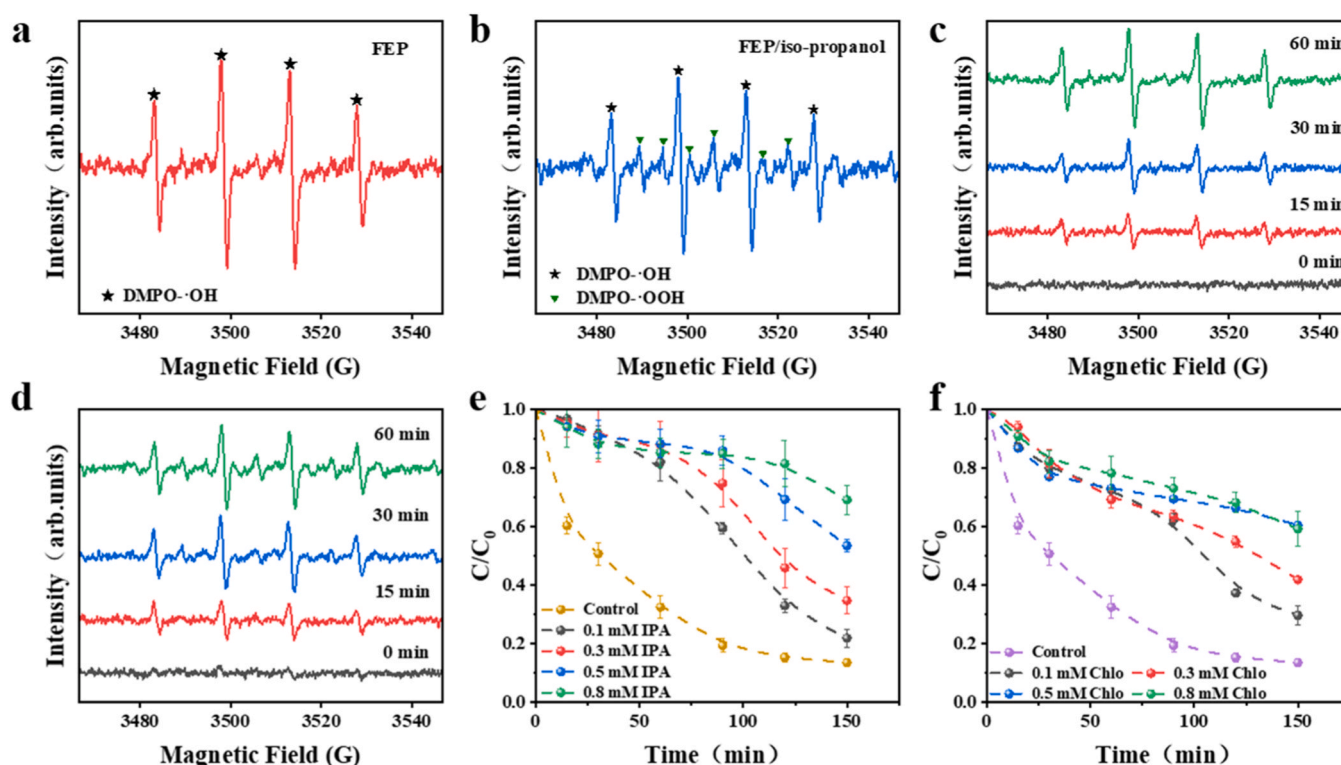 a
FEP
Intensity (arb.units)
★ DMPO-·OH
3480 3500 3520 3540
Magnetic Field (G)
b
FEP/iso-propanol
Intensity (arb.units)
★ DMPO-·OH
▼ DMPO-·OOH
3480 3500 3520 3540
Magnetic Field (G)
c
60 min
30 min
15 min
0 min
Intensity (arb.units)
3480 3500 3520 3540
Magnetic Field (G)
d
60 min
30 min
15 min
0 min
Intensity (arb.units)
3480 3500 3520 3540
Magnetic Field (G)
e
1.0
0.8
0.6
0.4
0.2
0.0
C/C0
Control
0.1 mM IPA
0.3 mM IPA
0.5 mM IPA
0.8 mM IPA
0 50 100 150
Time (min)
f
1.0
0.8
0.6
0.4
0.2
0.0
C/C0
Control
0.1 mM Chlo 0.3 mM Chlo
0.5 mM Chlo 0.8 mM Chlo
0 50 100 150
Time (min)